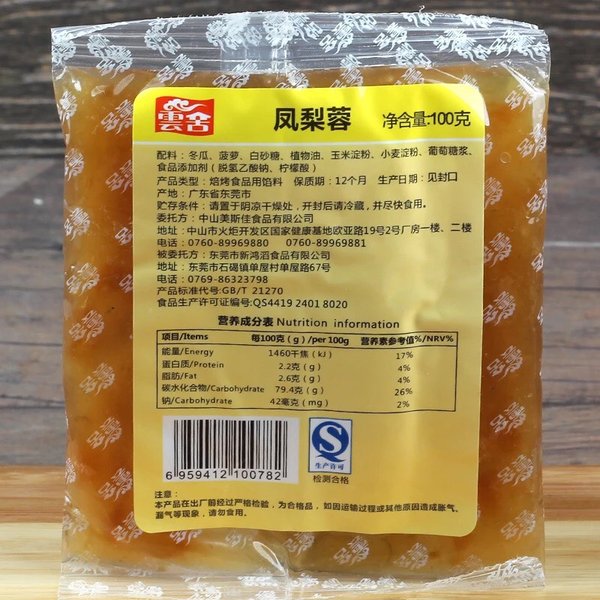 雲舌
凤梨蓉
净含量:100克
配料：冬瓜、菠萝、白砂糖、植物油、玉米淀粉、小麦淀粉、葡萄糖浆、
食品添加剂（脱氢乙酸钠、柠檬酸）
产品类型：焙烤食品用馅料 保质期：12个月 生产日期：见封口
产地：广东省东莞市
贮存条件：请置于阴凉干燥处，开封后请冷藏，并尽快食用。
委托方：中山美斯佳食品有限公司
地址：中山市火炬开发区国家健康基地欧亚路19号2号厂房一楼、二楼
电话：0760-89969880 传真：0760-89969881
被委托方：东莞市新鸿滔食品有限公司
地址：东莞市石碣镇单屋村单屋路67号
电话：0769-86323798
产品标准代号:GB/T 21270
食品生产许可证编号:QS4419 2401 8020
营养成分表 Nutrition information
项目/Items 每100克（g）/per 100g 营养素参考值%/NRV%
能量/Energy 1460千焦（kJ） 17%
蛋白质/Protein 2.2克（g） 4%
脂肪/Fat 2.6克（g） 4%
碳水化合物/Carbohydrate 79.4克（g） 26%
钠/Carbohydrate 42毫克（mg） 2%
6 959412 100782
QS
生产许可
检测合格
注意：
本产品在出厂前经过严格检验，为合格品，如因运输过程或其他原因造成胀气、
漏气等现象，请勿食用。